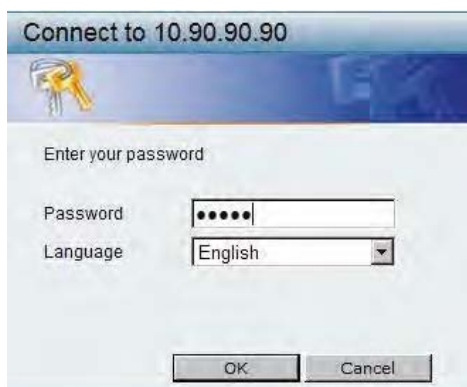 Connect to 10.90.90.90
Enter your password
Password •••••
Language English
OK Cancel